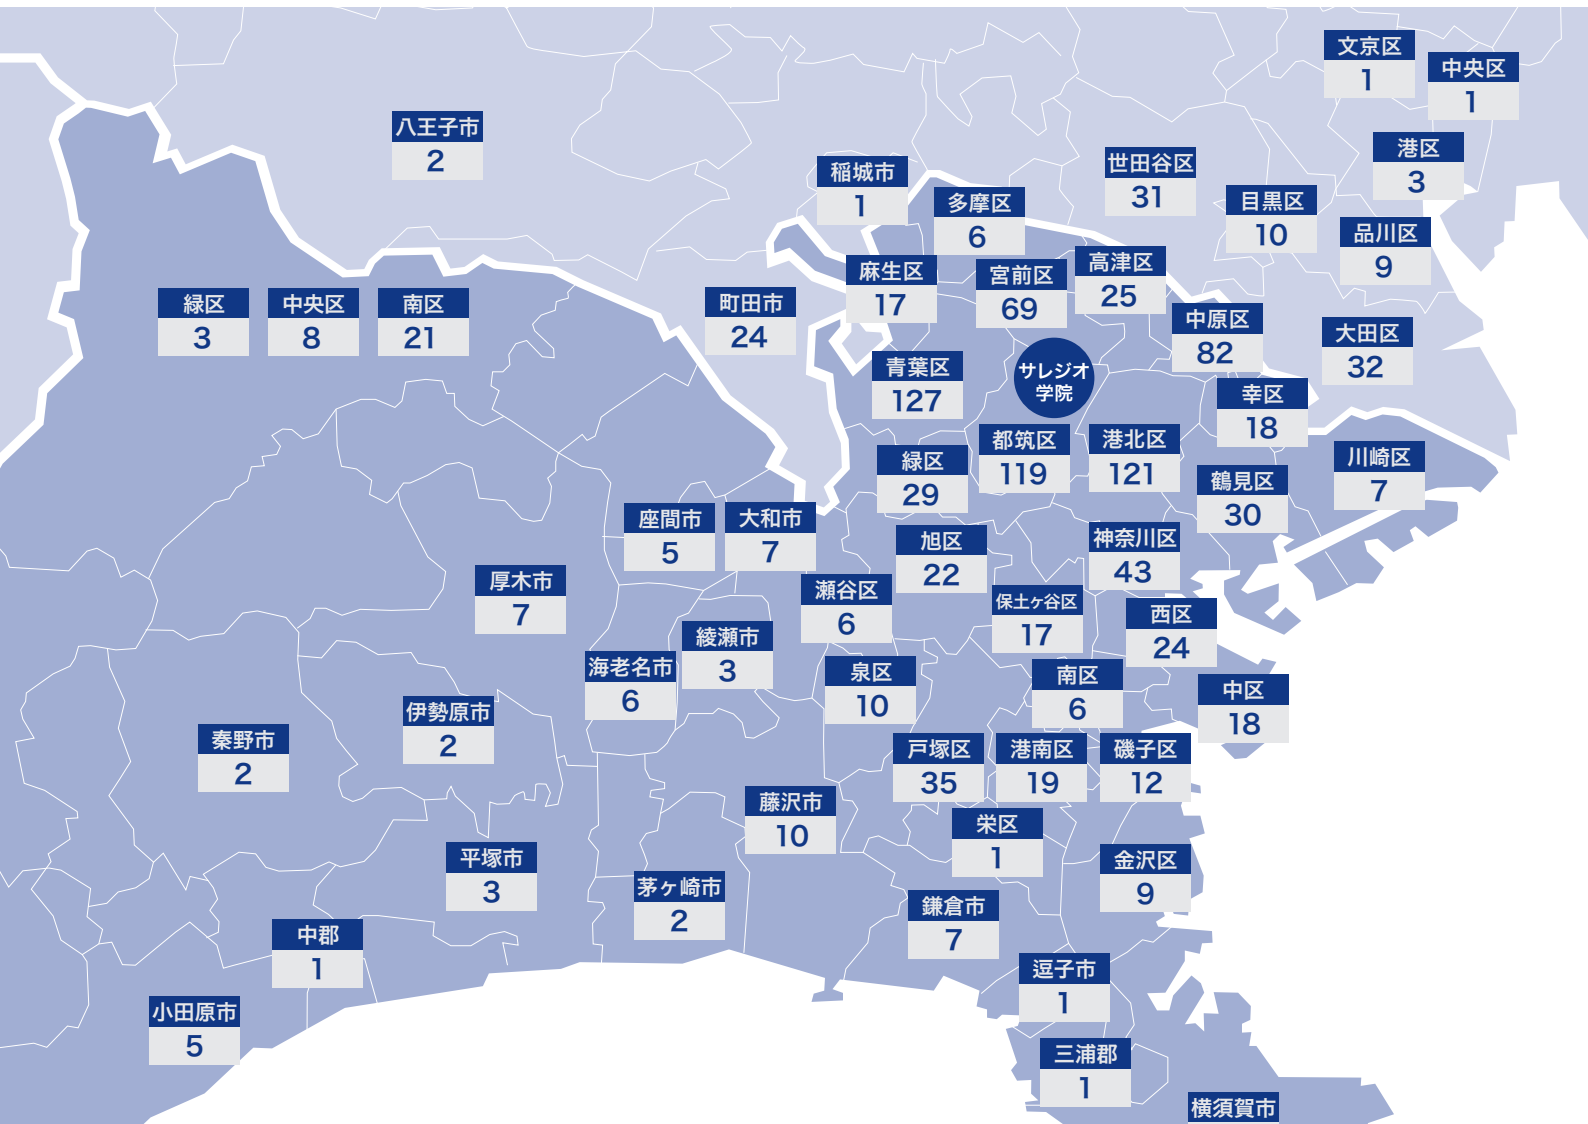 文京区
1
中央区
1
八王子市
2
港区
3
世田谷区
31
稲城市
1
目黒区
10
多摩区
6
品川区
9
高津区
25
麻生区
17
宮前区
69
緑区
3
中央区
8
南区
21
町田市
24
中原区
82
大田区
32
サレジオ
学院
青葉区
127
幸区
18
都筑区
119
港北区
121
川崎区
7
緑区
29
鶴見区
30
座間市
5
大和市
7
旭区
22
神奈川区
43
厚木市
7
瀬谷区
6
保土ヶ谷区
17
西区
24
綾瀬市
3
海老名市
6
泉区
10
南区
6
中区
18
伊勢原市
2
秦野市
2
戸塚区
35
港南区
19
磯子区
12
藤沢市
10
栄区
1
平塚市
3
金沢区
9
茅ヶ崎市
2
鎌倉市
7
中郡
1
逗子市
1
小田原市
5
三浦郡
1
横須賀市